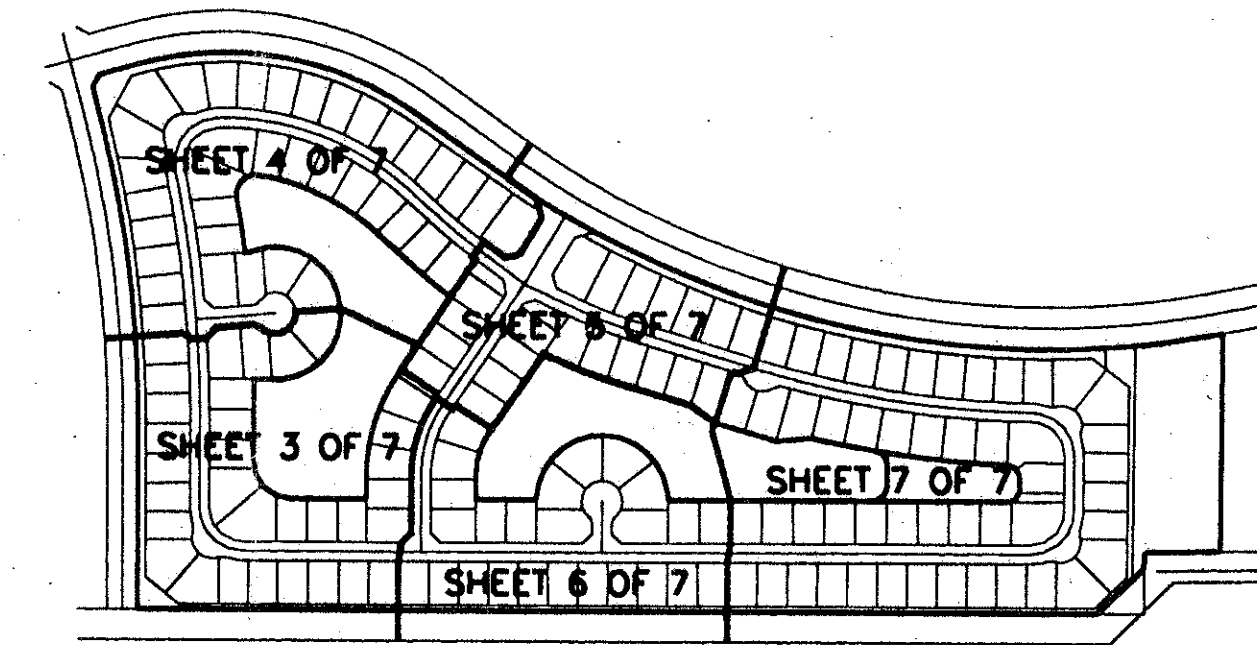 SHEET 4 OF 7
SHEET 5 OF 7
SHEET 3 OF 7
SHEET 7 OF 7
SHEET 6 OF 7